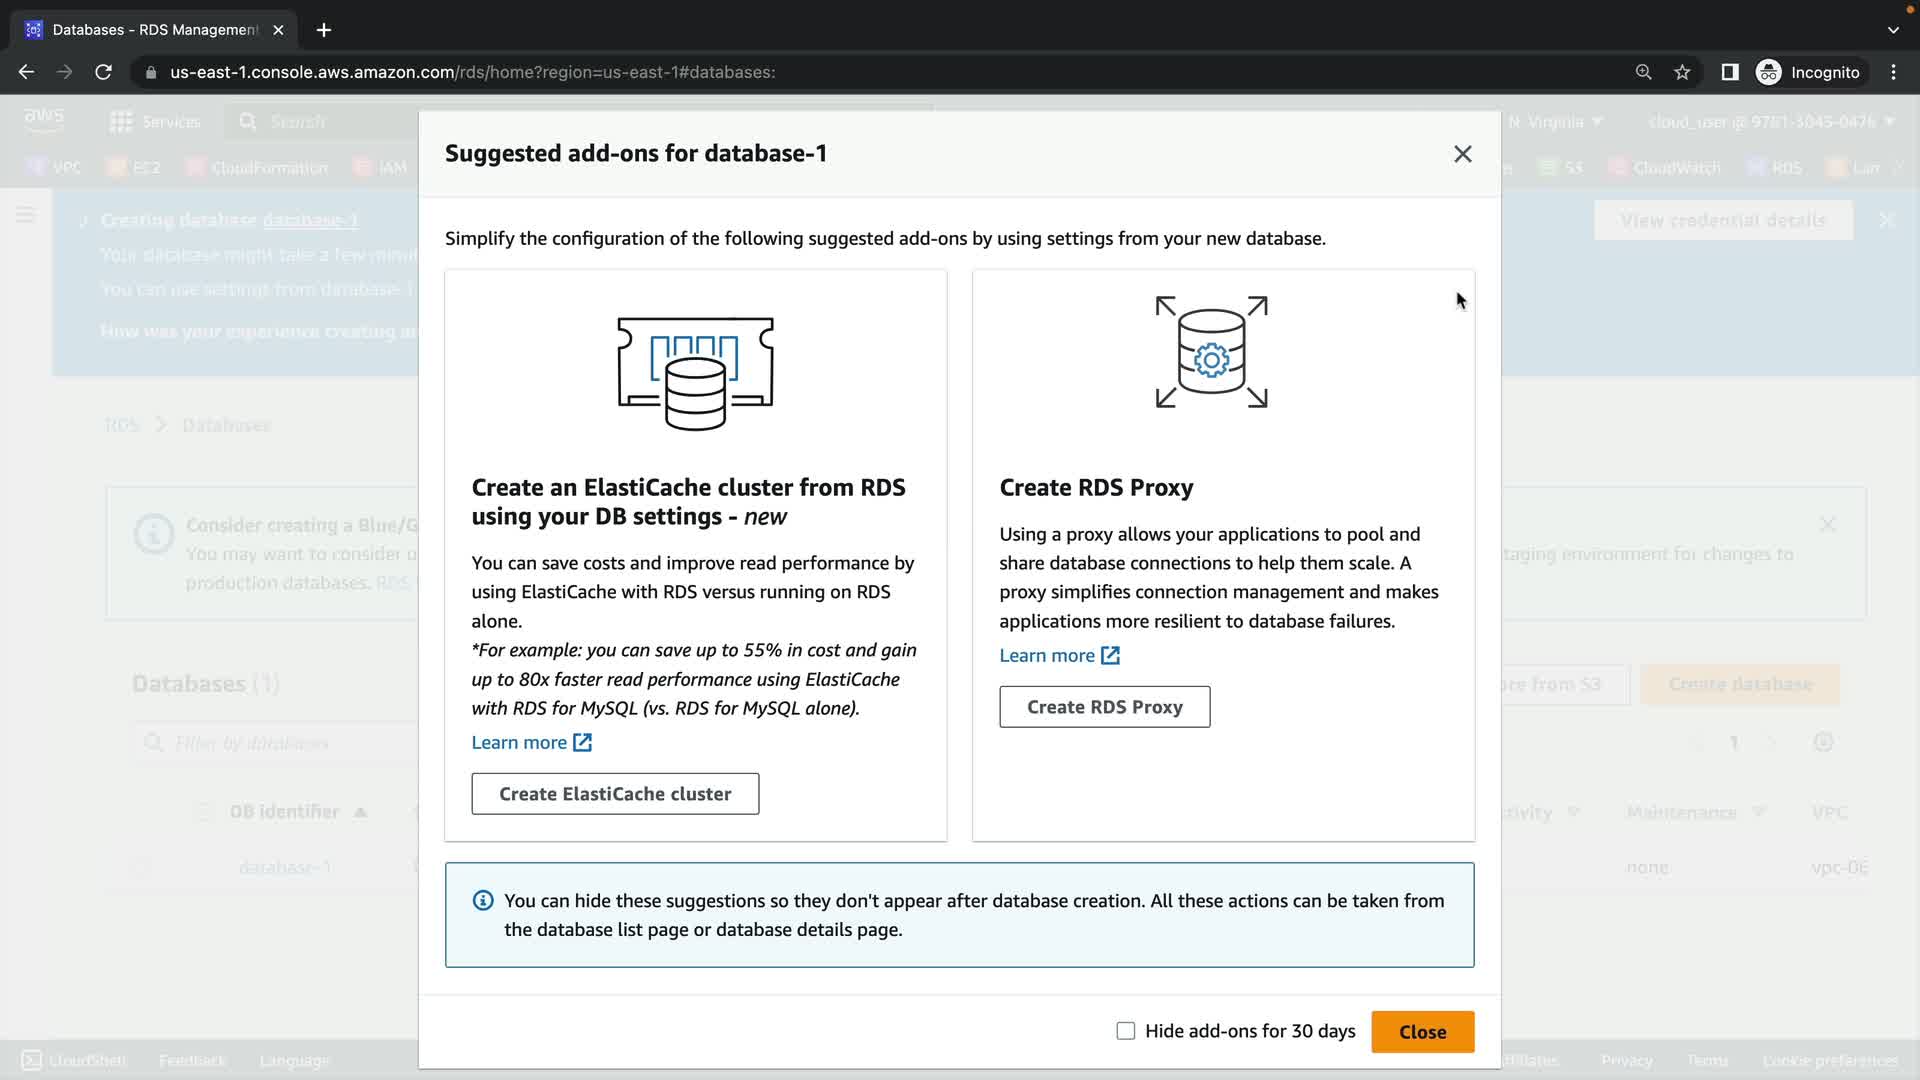 Databases - RDS Management
us-east-1.console.aws.amazon.com/rds/home?region=us-east-1#databases:
Incognito
aws
Services
Search
N. Virginia
cloud_user @ 9781-3045-0476
VPC
EC2
CloudFormation
IAM
S3
CloudWatch
RDS
Lam
Creating database database-1
Your database might take a few minut
You can use settings from database-1
How was your experience creating an
View credential details
RDS
Databases
Consider creating a Blue/G
You may want to consider u
production databases. RDS
taging environment for changes to
Databases (1)
ore from S3
Create database
Filter by databases
1
DB identifier
ctivity
Maintenance
VPC
database-1
none
vpc-06
Suggested add-ons for database-1
Simplify the configuration of the following suggested add-ons by using settings from your new database.
Create an ElastiCache cluster from RDS
using your DB settings - new
You can save costs and improve read performance by
using ElastiCache with RDS versus running on RDS
alone.
*For example: you can save up to 55% in cost and gain
up to 80x faster read performance using ElastiCache
with RDS for MySQL (vs. RDS for MySQL alone).
Learn more
Create ElastiCache cluster
Create RDS Proxy
Using a proxy allows your applications to pool and
share database connections to help them scale. A
proxy simplifies connection management and makes
applications more resilient to database failures.
Learn more
Create RDS Proxy
You can hide these suggestions so they don't appear after database creation. All these actions can be taken from
the database list page or database details page.
Hide add-ons for 30 days
Close
CloudShell
Feedback
Language
affiliates.
Privacy
Terms
Cookie preferences